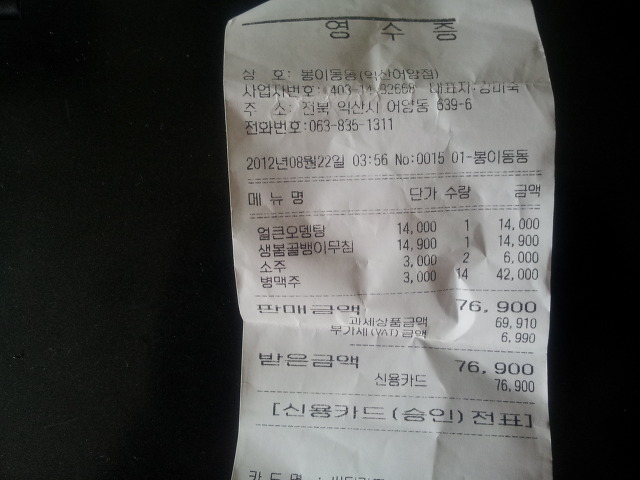 영 수 증
상 호: 봉이동동(익산어양점)
사업자번호: 403-14-62668 대표자:
주 소: 전북 익산시 어양동 639-6
전화번호:063-835-1311
2012년08월22일 03:56 No:0015 01-봉이동동
메 뉴 명 단가 수량 금액
얼큰오뎅탕 14,000 1 14,000
생봄골뱅이무침 14,900 1 14,900
소주 3,000 2 6,000
병맥주 3,000 14 42,000
판매금액 76,900
과세상품금액 69,910
부가세(VAT)금액 6,990
받은금액 76,900
신용카드 76,900
[신용카드(승인)전표]
카 드 명 :